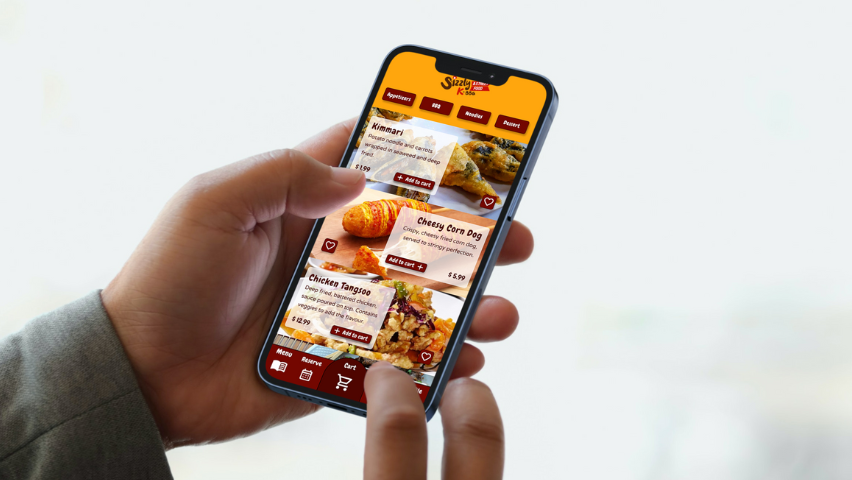 Sizzly
Appetizers
BBQ
Noodles
Dessert
Kimmari
Potato noodle and carrots
wrapped in seaweed and deep
fried.
$ 1.99
+ Add to cart
Cheesy Corn Dog
Crispy, cheesy fried corn dog,
served to stringy perfection.
Add to cart +
$ 5.99
Chicken Tangsoo
Deep fried, battered chicken,
sauce poured on top. Contains
veggies to add the flavour.
$ 12.99
+ Add to cart
Menu
Reserve
Cart